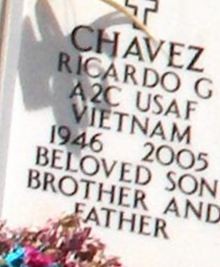 CHAVEZ
RICARDO G
A2C USAF
VIETNAM
1946 2005
BELOVED SON
BROTHER AND
FATHER